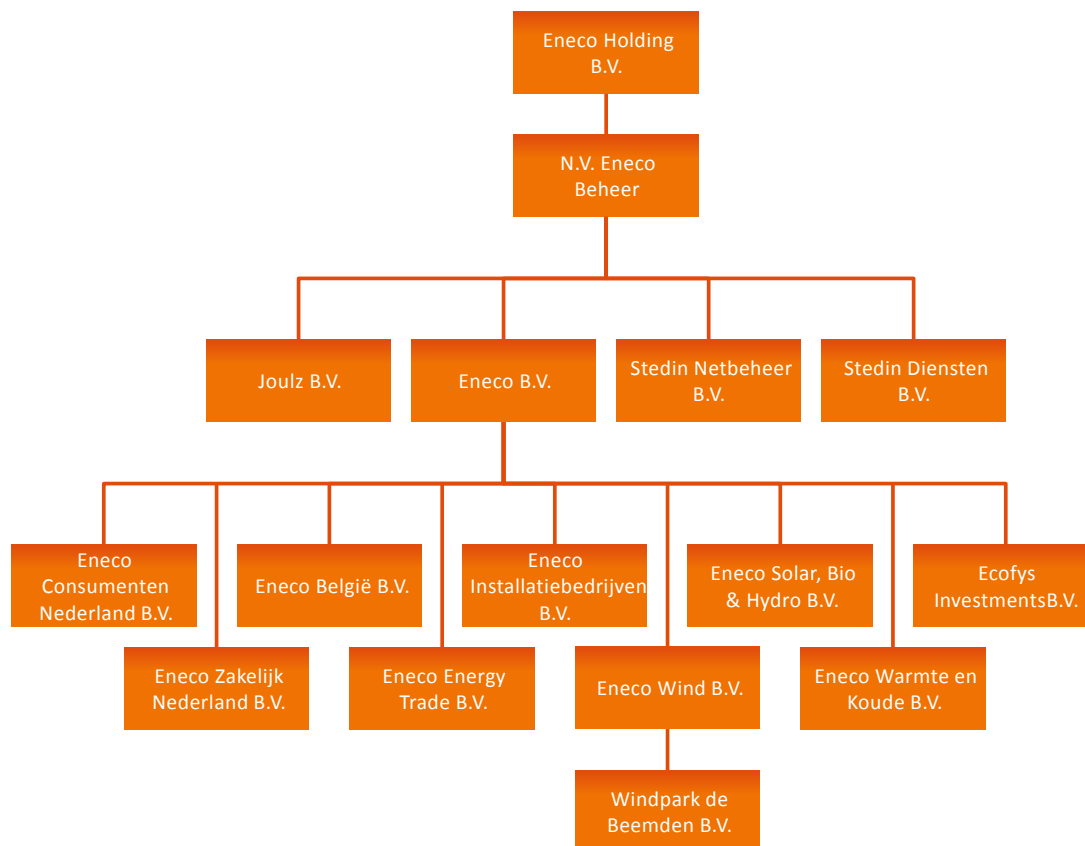 Eneco Holding
B.V.
N.V. Eneco
Beheer
Joulz B.V.
Eneco B.V.
Stedin Netbeheer
B.V.
Stedin Diensten
B.V.
Eneco
Consumenten
Nederland B.V.
Eneco België B.V.
Eneco
Installatiebedrijven
B.V.
Eneco Solar, Bio
& Hydro B.V.
Ecofys
InvestmentsB.V.
Eneco Zakelijk
Nederland B.V.
Eneco Energy
Trade B.V.
Eneco Wind B.V.
Eneco Warmte en
Koude B.V.
Windpark de
Beemden B.V.